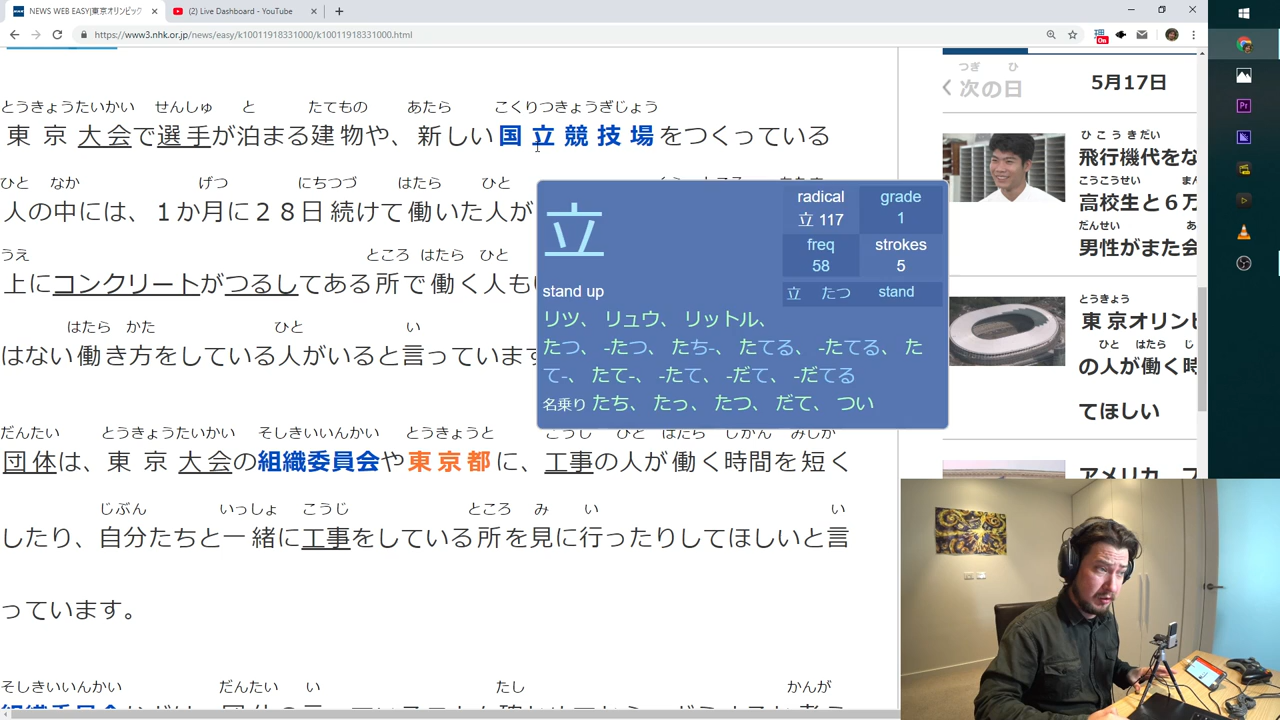 NEWS WEB EASY|東京オリンピック
(2) Live Dashboard - YouTube
https://www3.nhk.or.jp/news/easy/k10011918331000/k10011918331000.html
On
とうきょうたいかい せんしゅ と たてもの あたら こくりつきょうぎじょう
東京大会で選手が泊まる建物や、新しい国立競技場をつくっている
ひと なか げつ にちつづ はたら ひと
人の中には、1か月に28日続けて働いた人が
うえ ところ はたら ひと
上にコンクリートがつるしてある所で働く人も
はたら かた ひと い
はない働き方をしている人がいると言っています
だんたい とうきょうたいかい そしきいいんかい とうきょうと こうじ ひと はたら じかん みじか
団体は、東京大会の組織委員会や東京都に、工事の人が働く時間を短く
じぶん いっしょ こうじ ところ み い い
したり、自分たちと一緒に工事をしている所を見に行ったりしてほしいと言
っています。
そしきいいんかい だんたい い たし かんが
立
stand up
radical
立 117
grade
1
freq
58
strokes
5
立 たつ stand
リツ、 リュウ、 リットル、
たつ、 -たつ、 たち-、 たてる、 -たてる、 た
て-、 たて-、 -たて、 -だて、 -だてる
名乗り たち、 たっ、 たつ、 だて、 つい
つぎ ひ
次の日
5月17日
ひこうきだい
飛行機代をな
こうこうせい まん
高校生と6万
だんせい あ
男性がまた会
とうきょう
東京オリンピ
ひと はたら じ
の人が働く時
てほしい
Pr